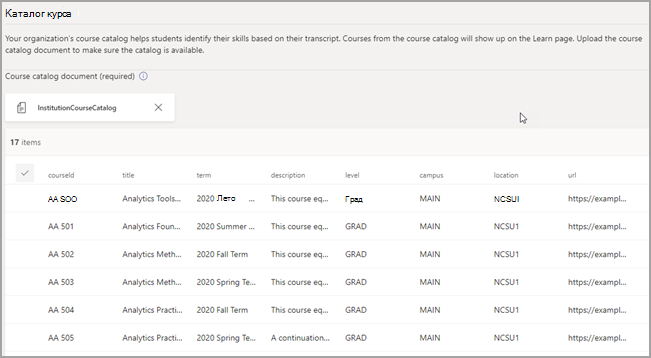 Каталог курса
Your organization's course catalog helps students identify their skills based on their transcript. Courses from the course catalog will show up on the Learn page. Upload the course
catalog document to make sure the catalog is available.
Course catalog document (required)
InstitutionCourseCatalog
17 items
courseId title term description level campus location url
AA SOO Analytics Tools... 2020 Лето ... This course eq... Град MAIN NCSUI https://exampl...
AA 501 Analytics Foun... 2020 Summer ... This course eq... GRAD MAIN NCSU1 https://exampl...
AA 502 Analytics Meth... 2020 Fall Term This course eq... GRAD MAIN NCSU1 https://exampl...
AA 503 Analytics Meth... 2020 Spring Te... This course eq... GRAD MAIN NCSU1 https://exampl...
AA 504 Analytics Practi... 2020 Fall Term This course eq... GRAD MAIN NCSU1 https://exampl...
AA 505 Analytics Practi... 2020 Spring Te... A continuation... GRAD MAIN NCSU1 https://exampl...